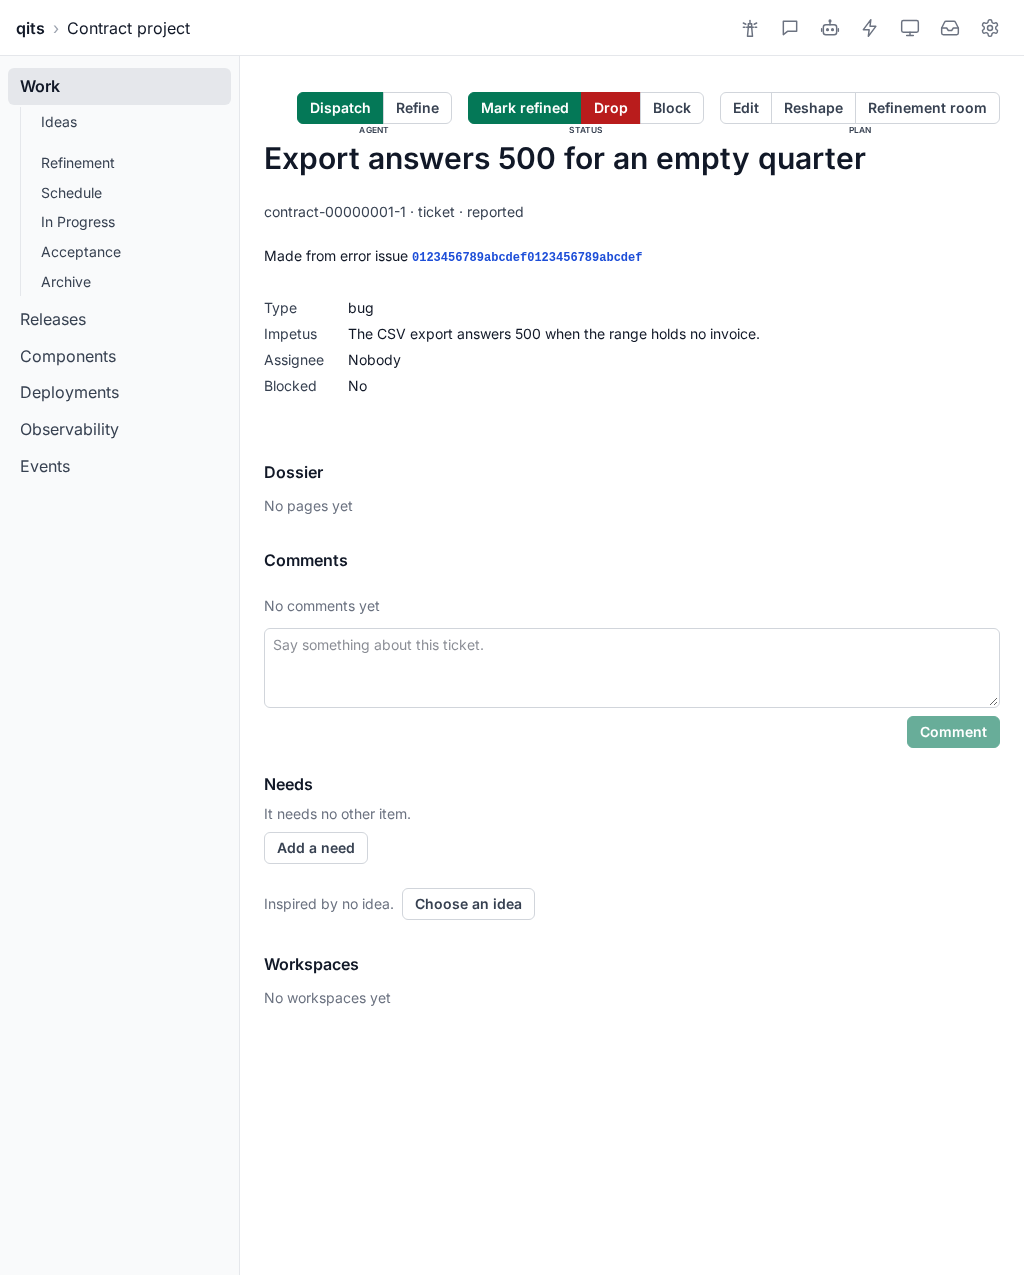 qits › Contract project
Work
Ideas
Refinement
Schedule
In Progress
Acceptance
Archive
Releases
Components
Deployments
Observability
Events
Dispatch Refine Mark refined Drop Block Edit Reshape Refinement room
AGENT STATUS PLAN
Export answers 500 for an empty quarter
contract-00000001-1 · ticket · reported
Made from error issue 0123456789abcdef0123456789abcdef
Type bug
Impetus The CSV export answers 500 when the range holds no invoice.
Assignee Nobody
Blocked No
Dossier
No pages yet
Comments
No comments yet
Say something about this ticket.
Comment
Needs
It needs no other item.
Add a need
Inspired by no idea. Choose an idea
Workspaces
No workspaces yet